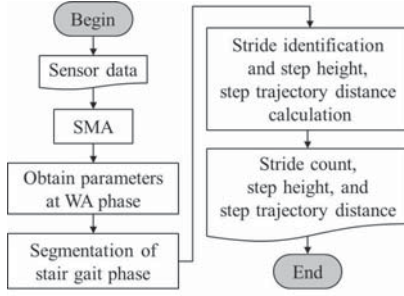 Begin
Sensor data
SMA
Obtain parameters
at WA phase
Segmentation of
stair gait phase
Stride identification
and step height,
step trajectory distance
calculation
Stride count,
step height, and
step trajectory distance
End